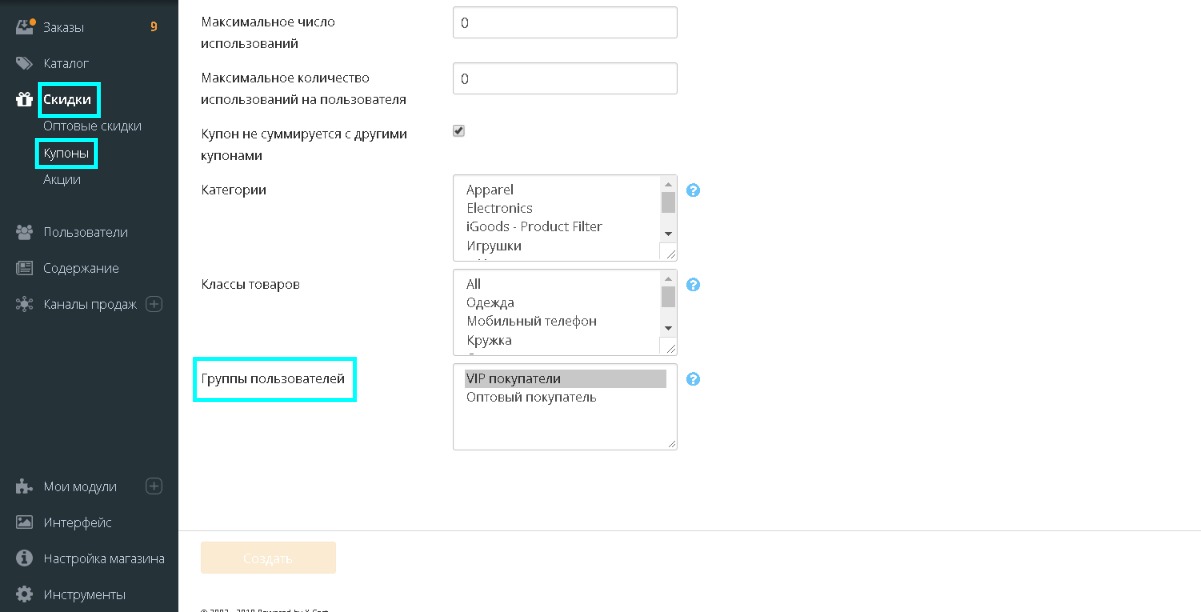 Заказы 9
Каталог
Скидки
Оптовые скидки
Купоны
Акции
Пользователи
Содержание
Каналы продаж
Мои модули
Интерфейс
Настройка магазина
Инструменты
Максимальное число
использований
0
Максимальное количество
использований на пользователя
0
Купон не суммируется с другими
купонами
Категории
Apparel
Electronics
iGoods - Product Filter
Игрушки
Классы товаров
All
Одежда
Мобильный телефон
Кружка
Группы пользователей
VIP покупатели
Оптовый покупатель
Создать